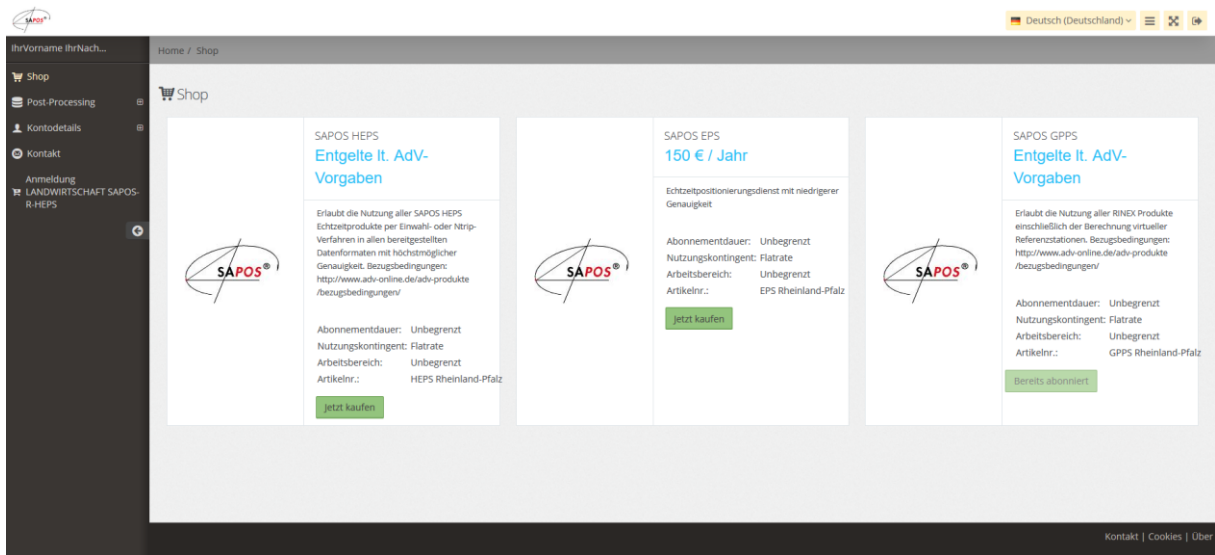 SAPOS®
Deutsch (Deutschland)
IhrVorname IhrNach...
Home / Shop
Shop
Post-Processing
Kontodetails
Kontakt
Anmeldung
LANDWIRTSCHAFT SAPOS-
R-HEPS
Shop
SAPOS®
SAPOS HEPS
Entgelte lt. AdV-
Vorgaben
Erlaubt die Nutzung aller SAPOS HEPS
Echtzeitprodukte per Einwahl- oder Ntrip-
Verfahren in allen bereitgestellten
Datenformaten mit höchstmöglicher
Genauigkeit. Bezugsbedingungen:
http://www.adv-online.de/adv-produkte
/bezugsbedingungen/
Abonnementdauer: Unbegrenzt
Nutzungskontingent: Flatrate
Arbeitsbereich: Unbegrenzt
Artikelnr.: HEPS Rheinland-Pfalz
Jetzt kaufen
SAPOS®
SAPOS EPS
150 € / Jahr
Echtzeitpositionierungsdienst mit niedrigerer
Genauigkeit
Abonnementdauer: Unbegrenzt
Nutzungskontingent: Flatrate
Arbeitsbereich: Unbegrenzt
Artikelnr.: EPS Rheinland-Pfalz
Jetzt kaufen
SAPOS®
SAPOS GPPS
Entgelte lt. AdV-
Vorgaben
Erlaubt die Nutzung aller RINEX Produkte
einschließlich der Berechnung virtueller
Referenzstationen. Bezugsbedingungen:
http://www.adv-online.de/adv-produkte
/bezugsbedingungen/
Abonnementdauer: Unbegrenzt
Nutzungskontingent: Flatrate
Arbeitsbereich: Unbegrenzt
Artikelnr.: GPPS Rheinland-Pfalz
Bereits abonniert
Kontakt | Cookies | Über